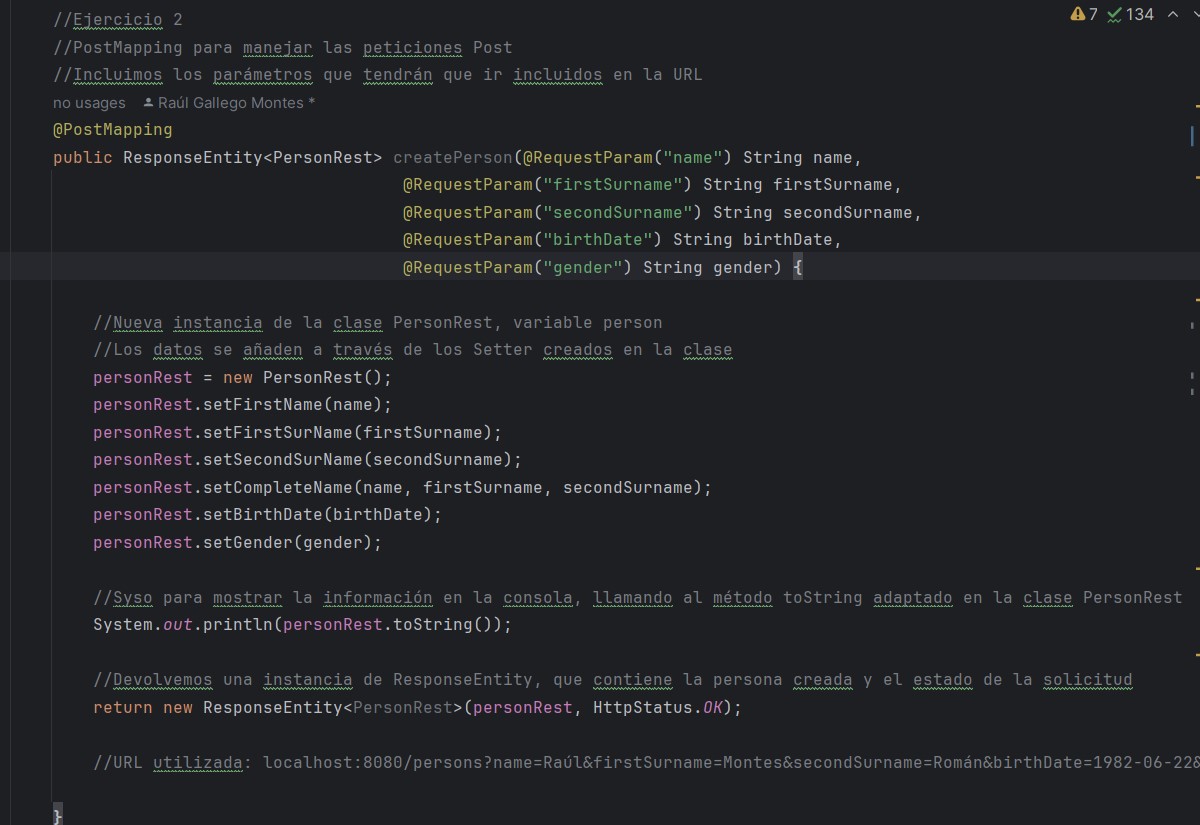 //Ejercicio 2
7 134
//PostMapping para manejar las peticiones Post
//Incluimos los parámetros que tendrán que ir incluidos en la URL
no usages Raúl Gallego Montes *
@PostMapping
public ResponseEntity<PersonRest> createPerson(@RequestParam("name") String name,
@RequestParam("firstSurname") String firstSurname,
@RequestParam("secondSurname") String secondSurname,
@RequestParam("birthDate") String birthDate,
@RequestParam("gender") String gender) {
//Nueva instancia de la clase PersonRest, variable person
//Los datos se añaden a través de los Setter creados en la clase
personRest = new PersonRest();
personRest.setFirstName(name);
personRest.setFirstSurName(firstSurname);
personRest.setSecondSurName(secondSurname);
personRest.setCompleteName(name, firstSurname, secondSurname);
personRest.setBirthDate(birthDate);
personRest.setGender(gender);
//Syso para mostrar la información en la consola, llamando al método toString adaptado en la clase PersonRest
System.out.println(personRest.toString());
//Devolvemos una instancia de ResponseEntity, que contiene la persona creada y el estado de la solicitud
return new ResponseEntity<PersonRest>(personRest, HttpStatus.OK);
//URL utilizada: localhost:8080/persons?name=Raúl&firstSurname=Montes&secondSurname=Román&birthDate=1982-06-22&
}